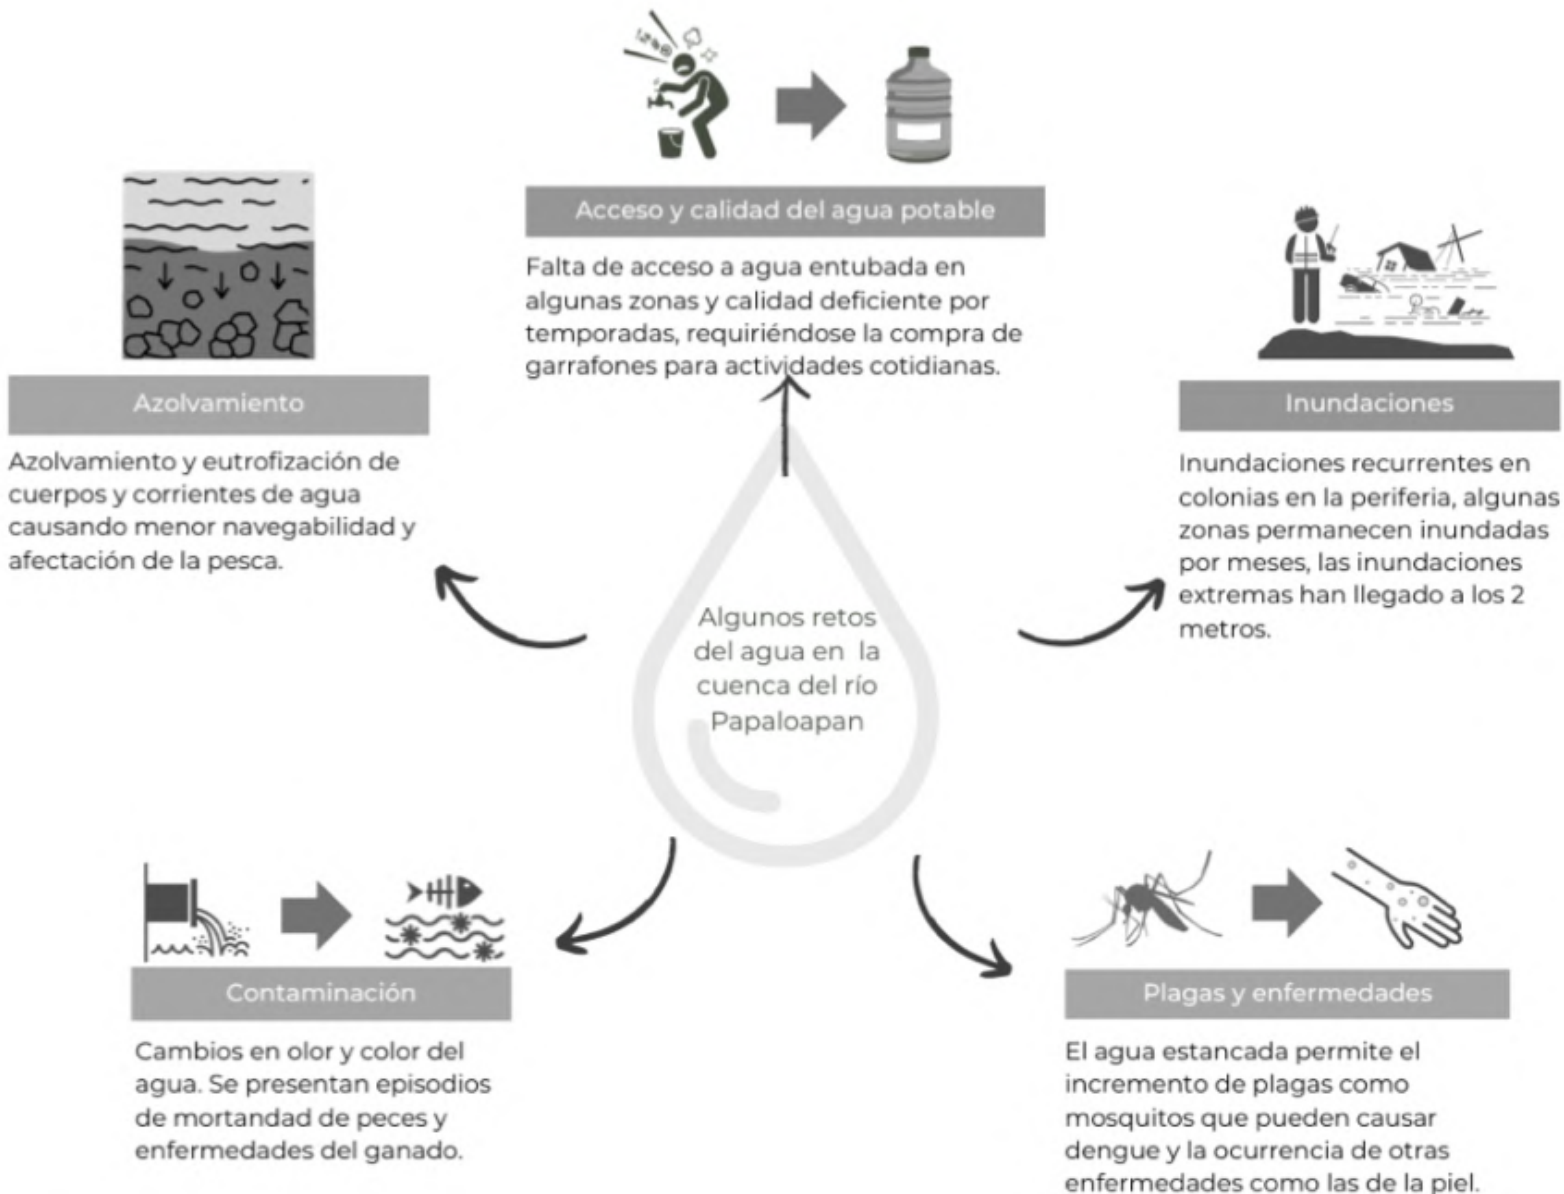 Acceso y calidad del agua potable
Falta de acceso a agua entubada en
algunas zonas y calidad deficiente por
temporadas, requiriéndose la compra de
garrafones para actividades cotidianas.
Azolvamiento
Azolvamiento y eutrofización de
cuerpos y corrientes de agua
causando menor navegabilidad y
afectación de la pesca.
Inundaciones
Inundaciones recurrentes en
colonias en la periferia, algunas
zonas permanecen inundadas
por meses, las inundaciones
extremas han llegado a los 2
metros.
Algunos retos
del agua en la
cuenca del río
Papaloapan
Contaminación
Cambios en olor y color del
agua. Se presentan episodios
de mortandad de peces y
enfermedades del ganado.
Plagas y enfermedades
El agua estancada permite el
incremento de plagas como
mosquitos que pueden causar
dengue y la ocurrencia de otras
enfermedades como las de la piel.